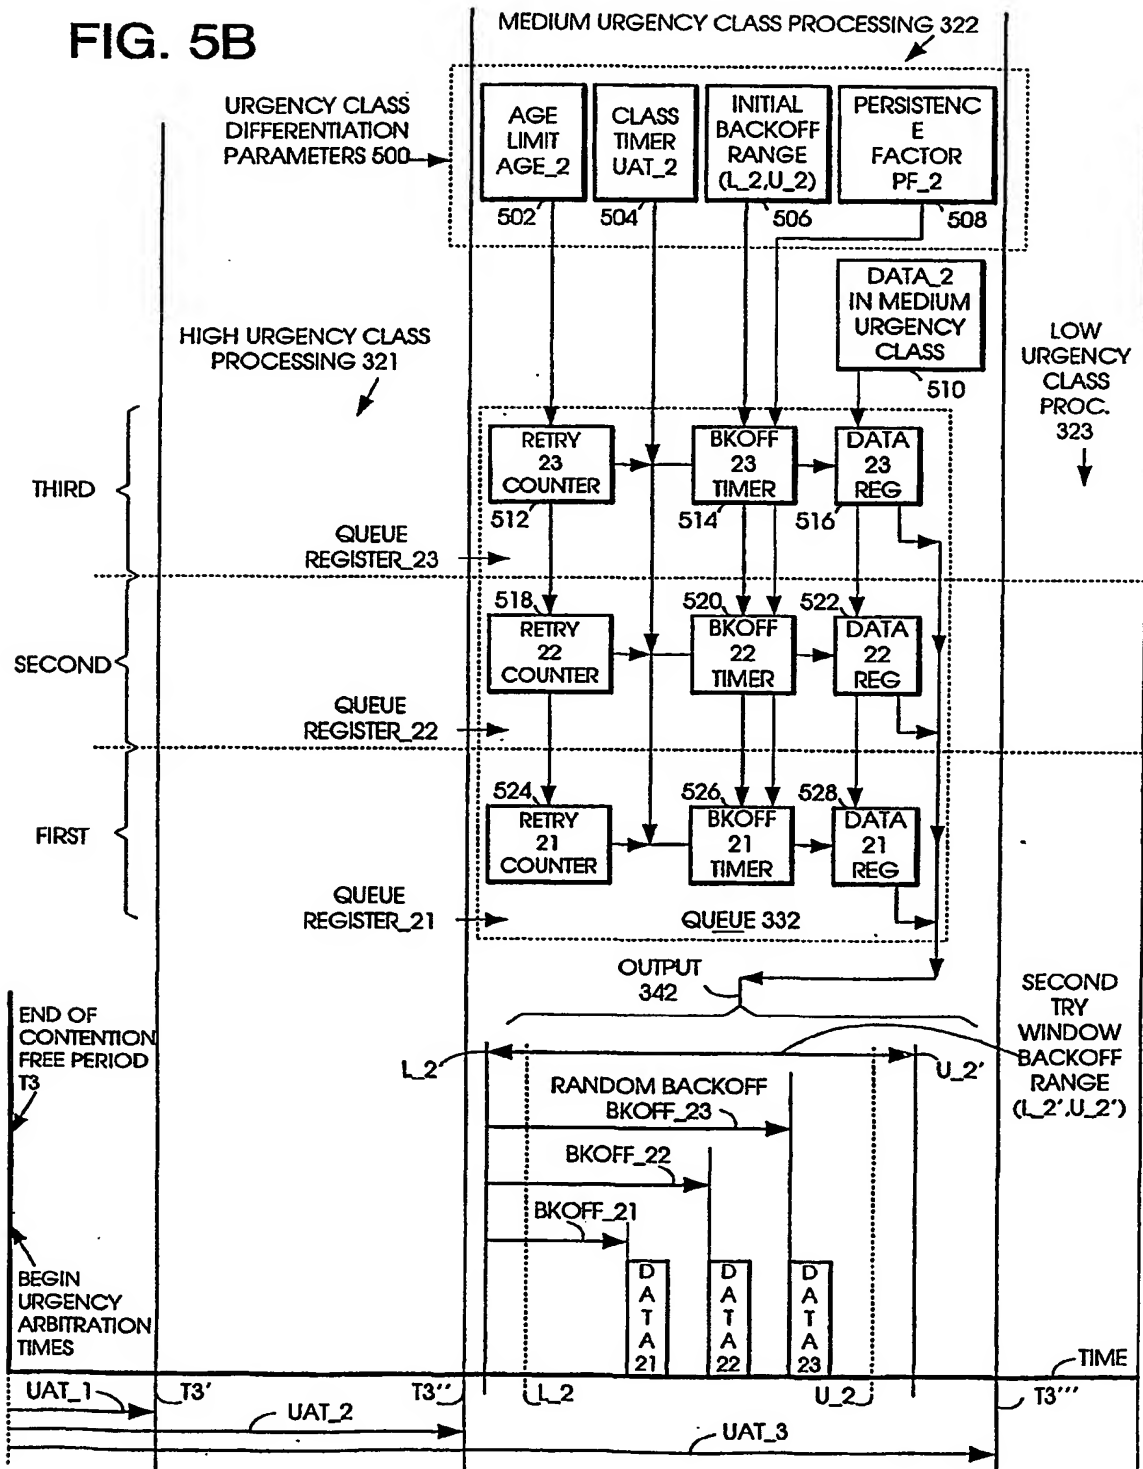 FIG. 5B
MEDIUM URGENCY CLASS PROCESSING 322
URGENCY CLASS
DIFFERENTIATION
PARAMETERS 500
AGE
LIMIT
AGE_2
502
CLASS
TIMER
UAT_2
504
INITIAL
BACKOFF
RANGE
(L_2,U_2)
506
PERSISTENC
E
FACTOR
PF_2
508
DATA_2
IN MEDIUM
URGENCY
CLASS
510
HIGH URGENCY CLASS
PROCESSING 321
LOW
URGENCY
CLASS
PROC.
323
THIRD
RETRY
23
COUNTER
512
BKOFF
23
TIMER
514
DATA
23
REG
516
QUEUE
REGISTER_23
SECOND
518
RETRY
22
COUNTER
520
BKOFF
22
TIMER
522
DATA
22
REG
QUEUE
REGISTER_22
FIRST
524
RETRY
21
COUNTER
526
BKOFF
21
TIMER
528
DATA
21
REG
QUEUE
REGISTER_21
QUEUE 332
OUTPUT
342
SECOND
TRY
WINDOW
BACKOFF
RANGE
(L_2',U_2')
END OF
CONTENTION
FREE PERIOD
T3
L_2'
U_2'
RANDOM BACKOFF
BKOFF_23
BKOFF_22
BKOFF_21
BEGIN
URGENCY
ARBITRATION
TIMES
DATA
21
DATA
22
DATA
23
TIME
UAT_1
T3'
T3''
L_2
U_2
T3'''
UAT_2
UAT_3